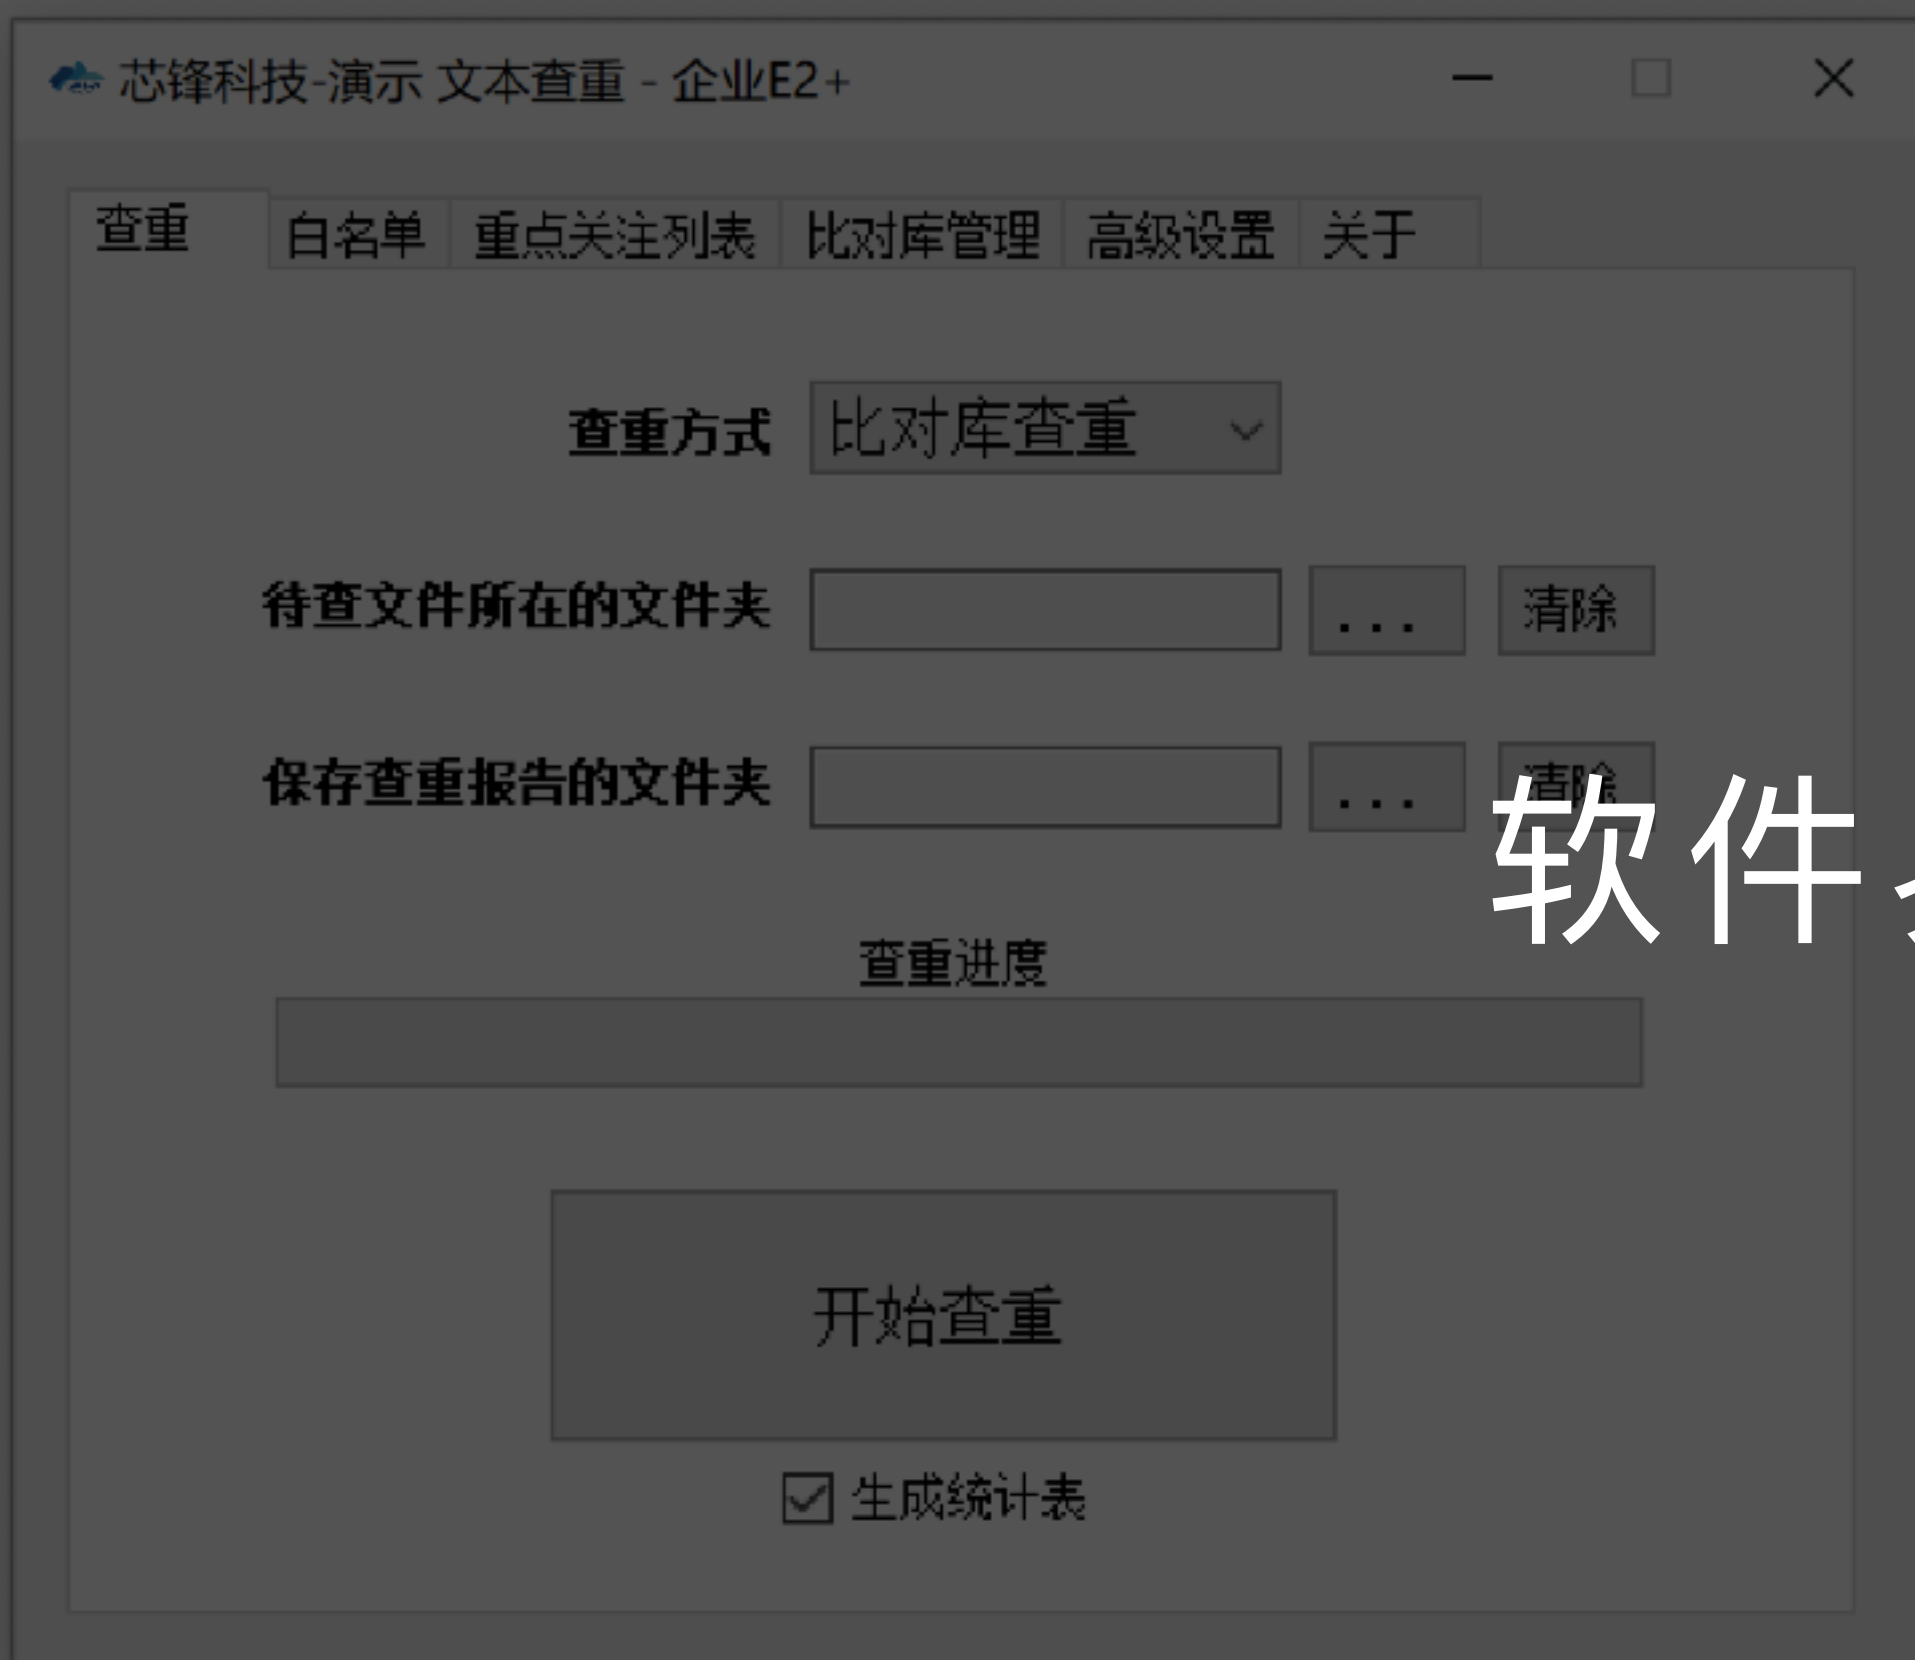 芯锋科技-演示 文本查重 - 企业E2+
查重 白名单 重点关注列表 比对库管理 高级设置 关于
查重方式 比对库查重
待查文件所在的文件夹 ... 清除
保存查重报告的文件夹 ... 清除
软件
查重进度
开始查重
生成统计表